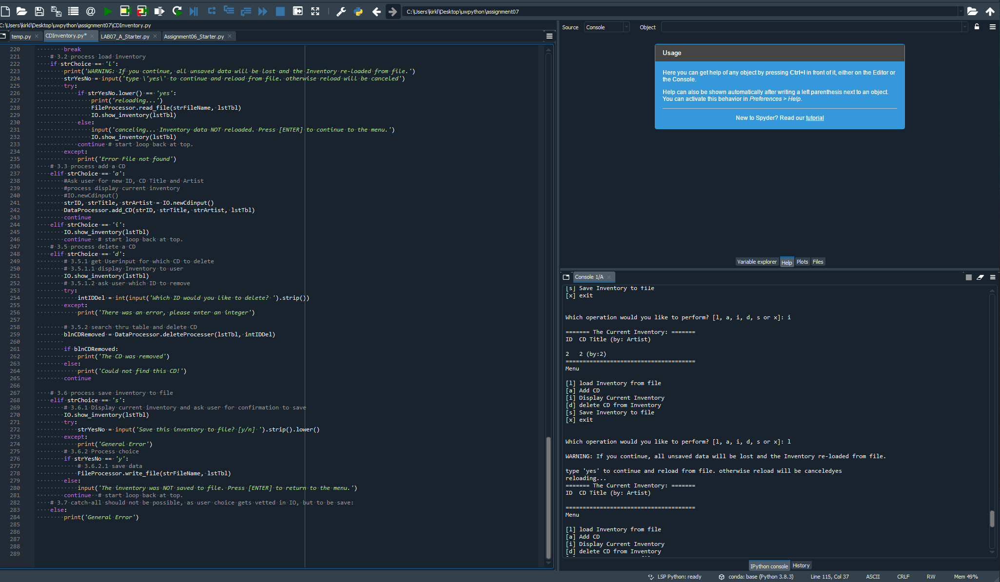 C:\Users\kirkl\Desktop\uwpython\assignment07
C:\Users\kirkl\Desktop\uwpython\assignment07\CDInventory.py
temp.py CDInventory.py* LAB07_A_Starter.py Assignment06_Starter.py
220 break
221 # 3.2 process load inventory
222 if strChoice == 'l':
223 print('WARNING: If you continue, all unsaved data will be lost and the Inventory re-loaded from file.')
224 strYesNo = input('type \'yes\' to continue and reload from file. otherwise reload will be canceled')
225 try:
226 if strYesNo.lower() == 'yes':
227 print('reloading...')
228 FileProcessor.read_file(strFileName, lstTbl)
229 IO.show_inventory(lstTbl)
230 else:
231 input('canceling... Inventory data NOT reloaded. Press [ENTER] to continue to the menu.')
232 IO.show_inventory(lstTbl)
233 continue # start loop back at top.
234 except:
235 print('Error File not found')
236 # 3.3 process add a CD
237 elif strChoice == 'a':
238 #Ask user for new ID, CD Title and Artist
239 #process display current inventory
240 #IO.newCdinput()
241 strID, strTitle, strArtist = IO.newCdinput()
242 DataProcessor.add_CD(strID, strTitle, strArtist, lstTbl)
243 continue
244 elif strChoice == 'i':
245 IO.show_inventory(lstTbl)
246 continue # start loop back at top.
247 # 3.5 process delete a CD
248 elif strChoice == 'd':
249 # 3.5.1 get Userinput for which CD to delete
250 # 3.5.1.1 display Inventory to user
251 IO.show_inventory(lstTbl)
252 # 3.5.1.2 ask user which ID to remove
253 try:
254 intIDDel = int(input('Which ID would you like to delete? ').strip())
255 except:
256 print('There was an error, please enter an integer')
257
258 # 3.5.2 search thru table and delete CD
259 blnCDRemoved = DataProcessor.deleteProcesser(lstTbl, intIDDel)
260
261 if blnCDRemoved:
262 print('The CD was removed')
263 else:
264 print('Could not find this CD!')
265 continue
266
267 # 3.6 process save inventory to file
268 elif strChoice == 's':
269 # 3.6.1 Display current inventory and ask user for confirmation to save
270 IO.show_inventory(lstTbl)
271 try:
272 strYesNo = input('Save this inventory to file? [y/n] ').strip().lower()
273 except:
274 print('General Error')
275 # 3.6.2 Process choice
276 if strYesNo == 'y':
277 # 3.6.2.1 save data
278 FileProcessor.write_file(strFileName, lstTbl)
279 else:
280 input('The inventory was NOT saved to file. Press [ENTER] to return to the menu.')
281 continue # start loop back at top.
282 # 3.7 catch-all should not be possible, as user choice gets vetted in IO, but to be save:
283 else:
284 print('General Error')
285
286
287
288
289
Source Console Object
Usage
Here you can get help of any object by pressing Ctrl+I in front of it, either on the Editor or
the Console.
Help can also be shown automatically after writing a left parenthesis next to an object.
You can activate this behavior in Preferences > Help.
New to Spyder? Read our tutorial
Variable explorer Help Plots Files
Console 1/A
[s] Save Inventory to file
[x] exit
Which operation would you like to perform? [l, a, i, d, s or x]: i
======= The Current Inventory: =======
ID CD Title (by: Artist)
2 2 (by:2)
======================================
Menu
[l] load Inventory from file
[a] Add CD
[i] Display Current Inventory
[d] delete CD from Inventory
[s] Save Inventory to file
[x] exit
Which operation would you like to perform? [l, a, i, d, s or x]: l
WARNING: If you continue, all unsaved data will be lost and the Inventory re-loaded from file.
type 'yes' to continue and reload from file. otherwise reload will be canceledyes
reloading...
======= The Current Inventory: =======
ID CD Title (by: Artist)
======================================
Menu
[l] load Inventory from file
[a] Add CD
[i] Display Current Inventory
[d] delete CD from Inventory
IPython console History
LSP Python: ready conda: base (Python 3.8.3) Line 115, Col 37 ASCII CRLF RW Mem 49%